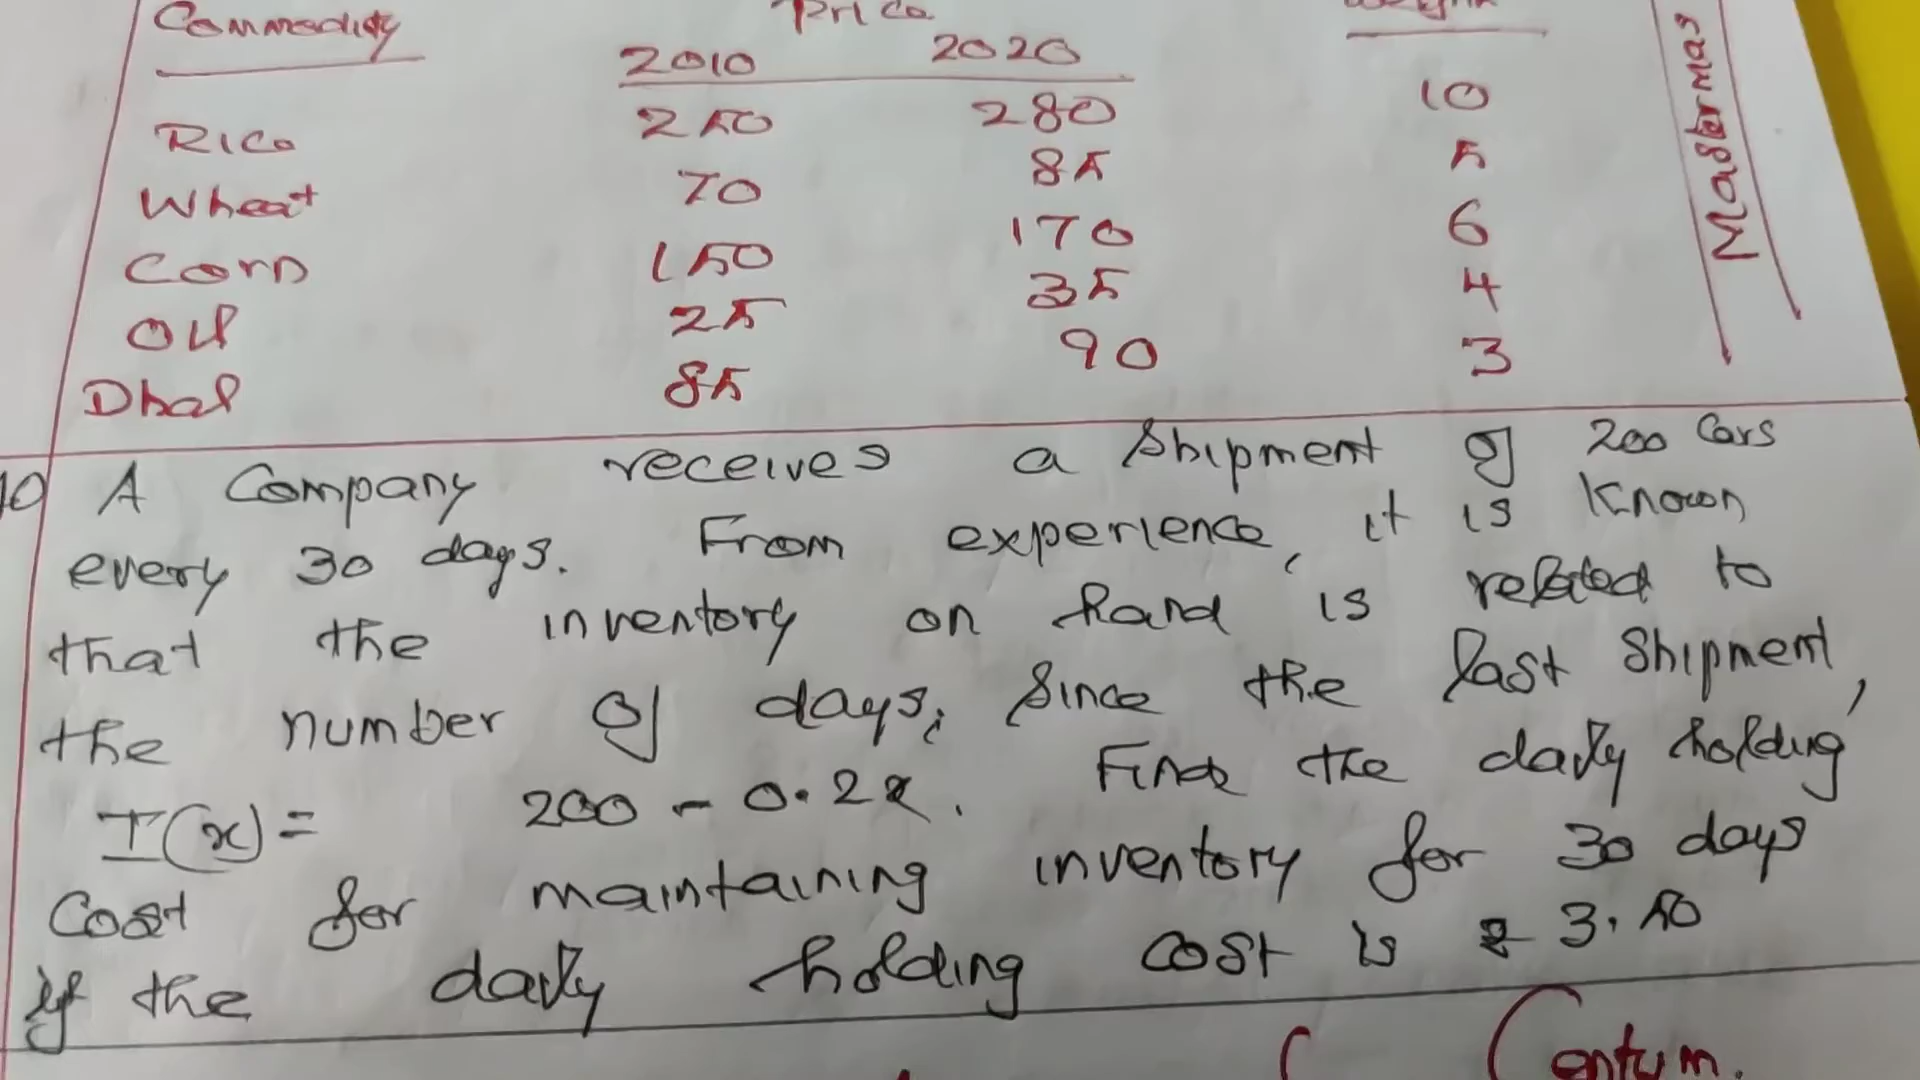 Commodity Price Weight
2010 2020
Rice 250 280 10
Wheat 70 85 5
Corn 150 170 6
Oil 25 35 4
Dhal 85 90 3
10 A Company receives a shipment of 200 Cars
every 30 days. From experience, it is known
that the inventory on hand is related to
the number of days, since the last shipment,
I(x) = 200 - 0.2x. Find the daily holding
Cost for maintaining inventory for 30 days
if the daily holding cost is ₹ 3.50
Centum.